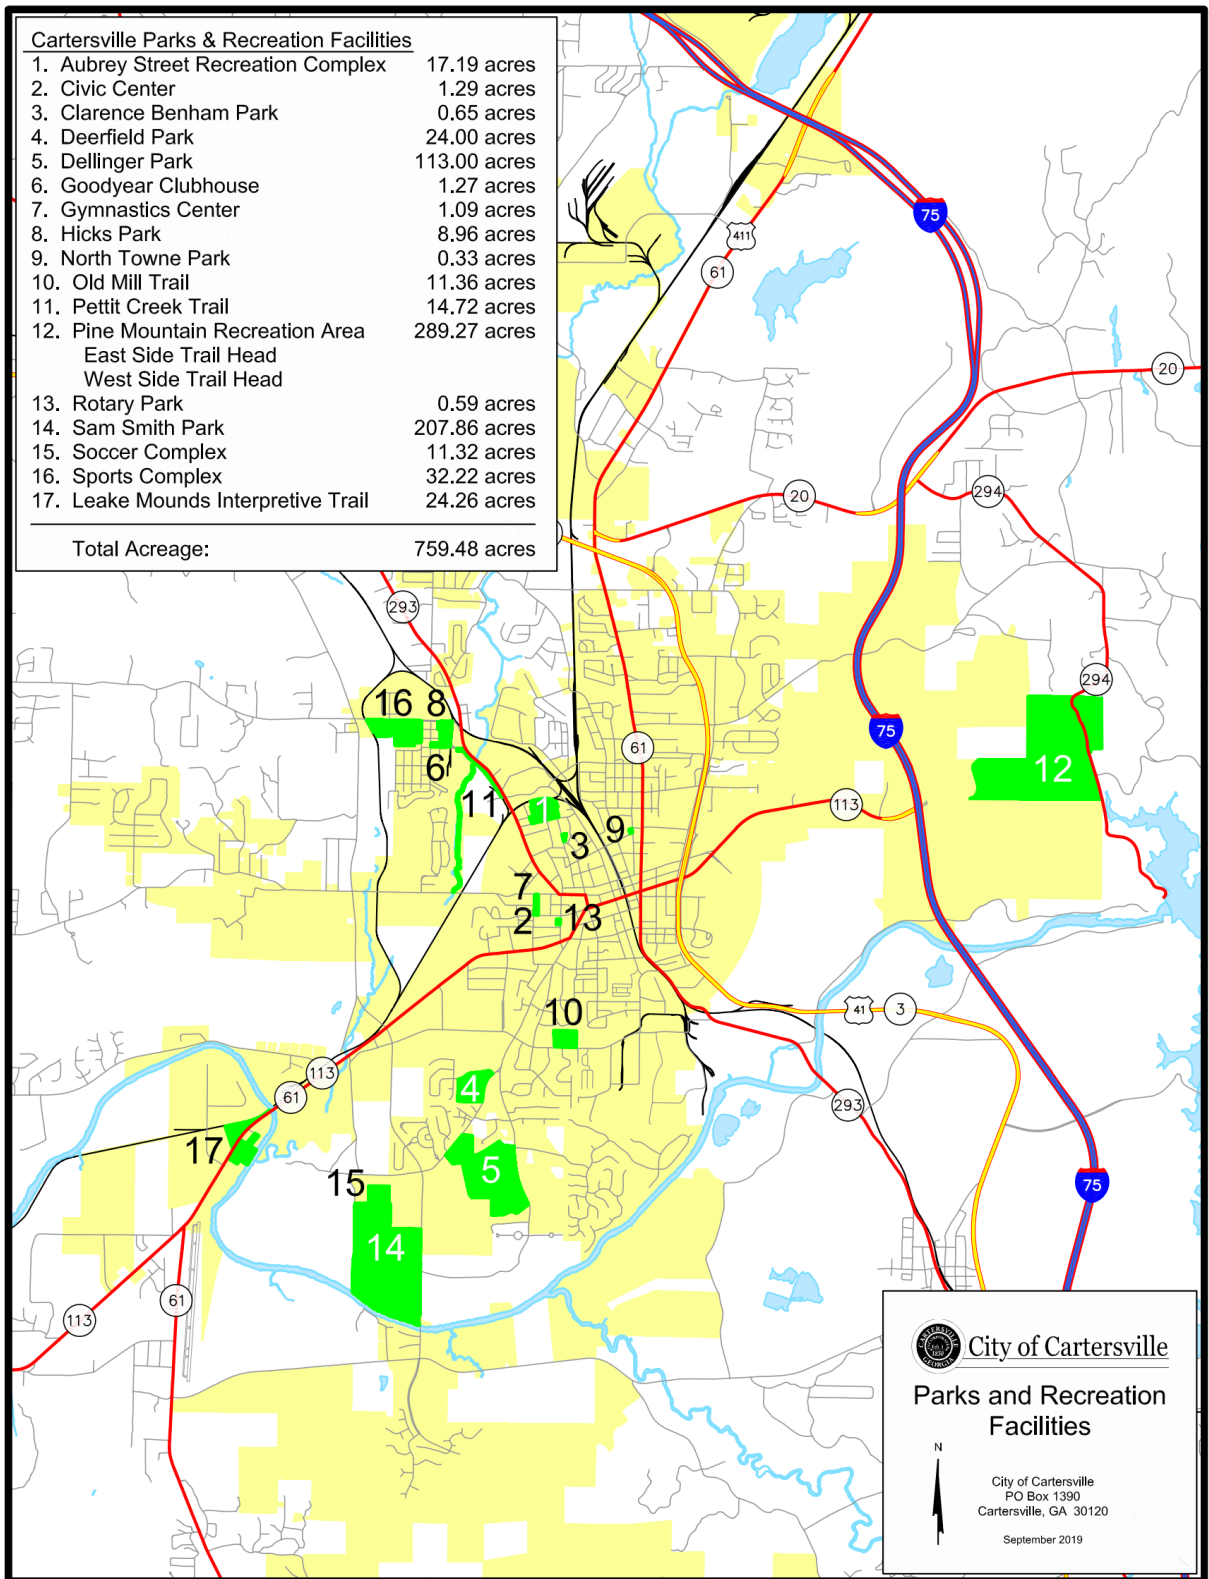 Cartersville Parks & Recreation Facilities
1. Aubrey Street Recreation Complex 17.19 acres
2. Civic Center 1.29 acres
3. Clarence Benham Park 0.65 acres
4. Deerfield Park 24.00 acres
5. Dellinger Park 113.00 acres
6. Goodyear Clubhouse 1.27 acres
7. Gymnastics Center 1.09 acres
8. Hicks Park 8.96 acres
9. North Towne Park 0.33 acres
10. Old Mill Trail 11.36 acres
11. Pettit Creek Trail 14.72 acres
12. Pine Mountain Recreation Area 289.27 acres
East Side Trail Head
West Side Trail Head
13. Rotary Park 0.59 acres
14. Sam Smith Park 207.86 acres
15. Soccer Complex 11.32 acres
16. Sports Complex 32.22 acres
17. Leake Mounds Interpretive Trail 24.26 acres
Total Acreage: 759.48 acres
75
411
61
20
20
294
293
294
16 8
75
61
12
6
11
1
113
9
3
7
2 13
10
41 3
113
4
61
293
17
5
15
75
14
61
113
CARTERSVILLE
GEORGIA
1850
City of Cartersville
Parks and Recreation
Facilities
N
City of Cartersville
PO Box 1390
Cartersville, GA 30120
September 2019